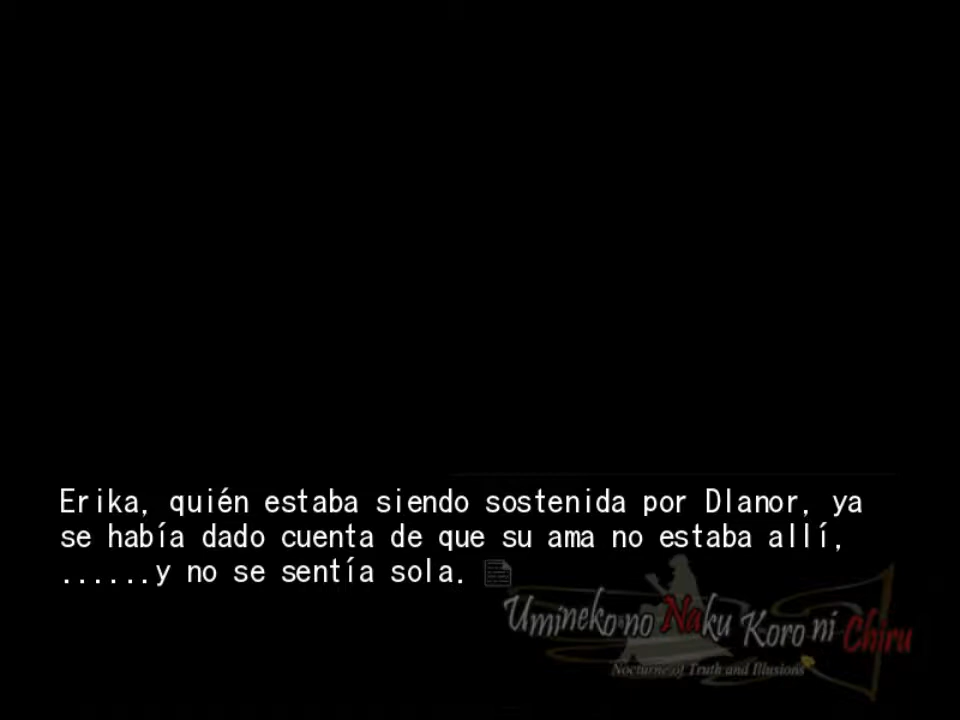 Erika, quién estaba siendo sostenida por Dlanor, ya
se había dado cuenta de que su ama no estaba allí,
......y no se sentía sola.
Umineko no Naku Koro ni Chiru
Nocturne of Truth and Illusions